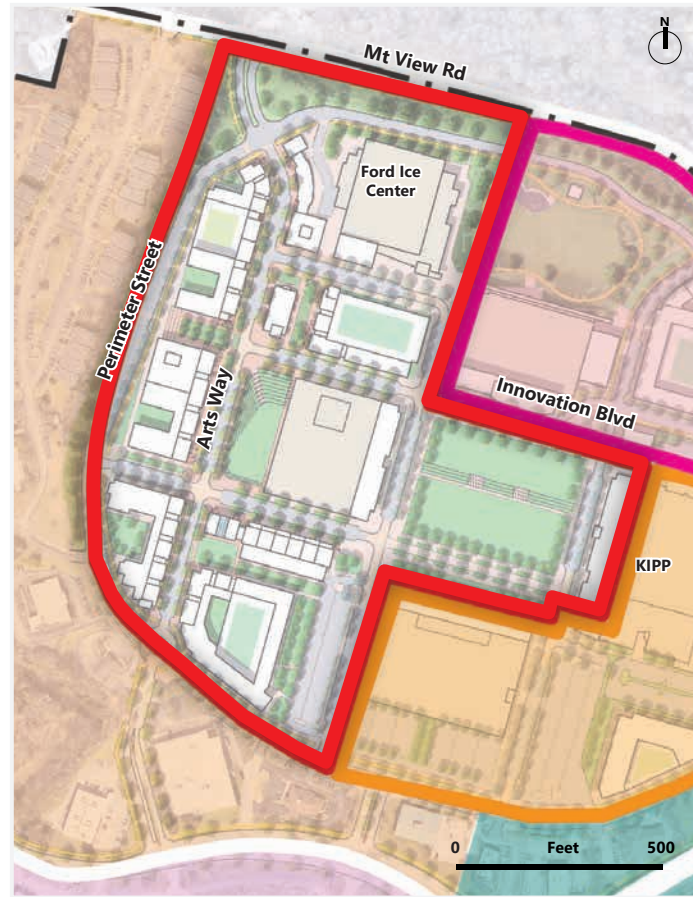 N
Mt View Rd
Ford Ice
Center
Perimeter Street
Arts Way
Innovation Blvd
KIPP
0 Feet 500